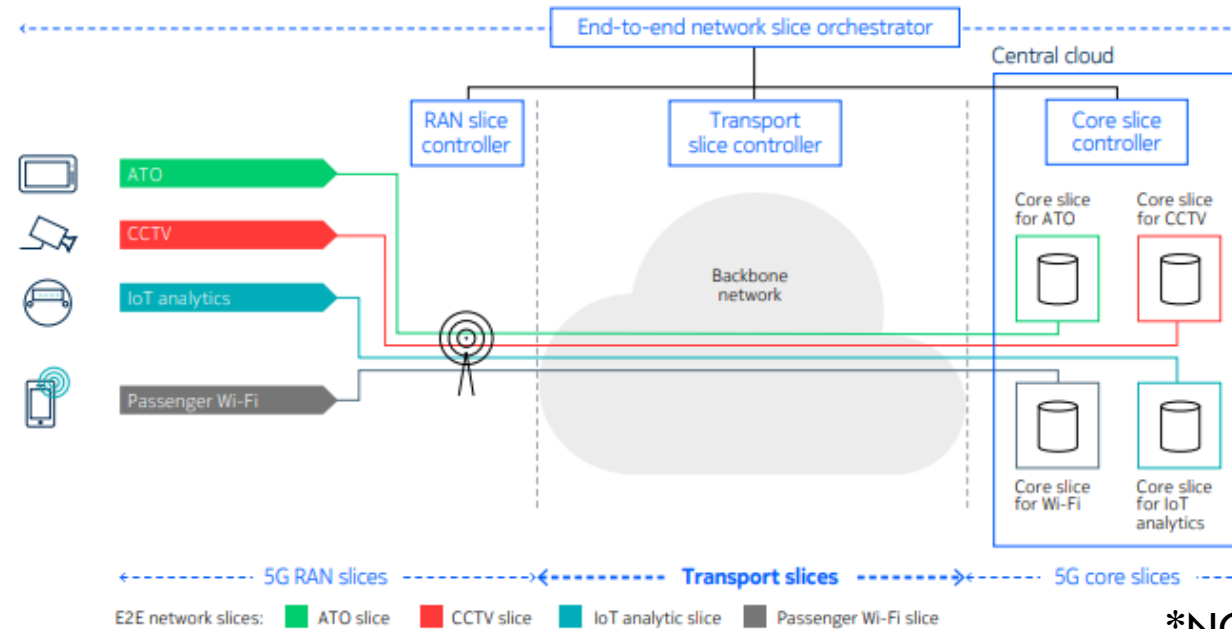 End-to-end network slice orchestrator
Central cloud
RAN slice
controller
Transport
slice controller
Core slice
controller
ATO
CCTV
IoT analytics
Passenger Wi-Fi
Backbone
network
Core slice
for ATO
Core slice
for CCTV
Core slice
for Wi-Fi
Core slice
for IoT
analytics
5G RAN slices
Transport slices
5G core slices
E2E network slices:
ATO slice
CCTV slice
IoT analytic slice
Passenger Wi-Fi slice